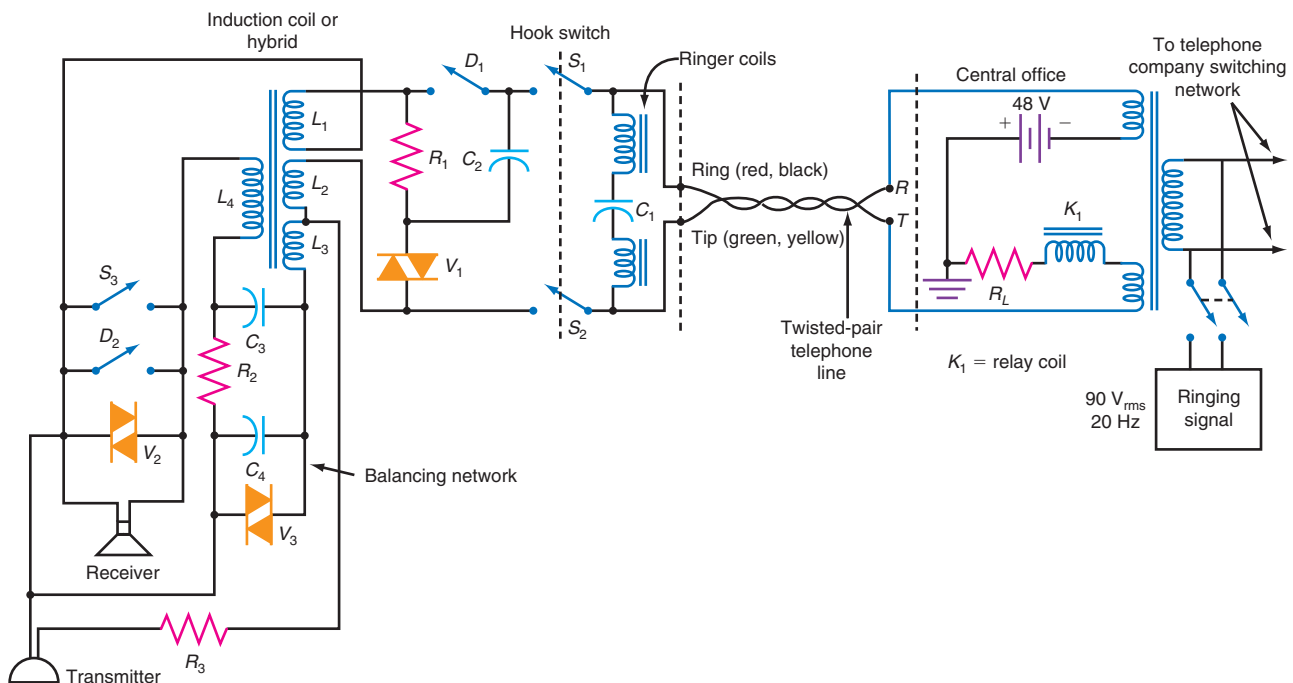 Induction coil or
hybrid
Hook switch
D1
S1
Ringer coils
To telephone
company switching
network
Central office
+ 48 V −
L1
L2
L3
L4
R1
C2
C1
V1
Ring (red, black)
Tip (green, yellow)
R
T
K1
RL
S2
Twisted-pair
telephone
line
K1 = relay coil
90 Vrms
20 Hz
Ringing
signal
S3
D2
C3
R2
V2
C4
V3
Balancing network
Receiver
R3
Transmitter